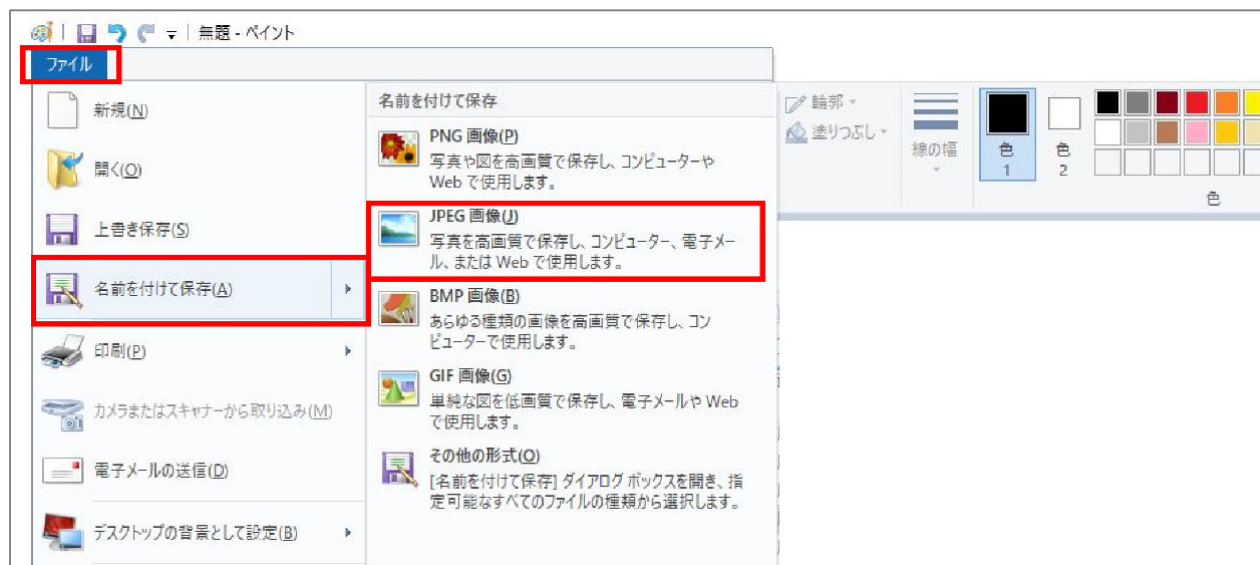 無題 - ペイント
ファイル
新規(N)
開く(O)
上書き保存(S)
名前を付けて保存(A)
印刷(P)
カメラまたはスキャナーから取り込み(M)
電子メールの送信(D)
デスクトップの背景として設定(B)
名前を付けて保存
PNG 画像(P)
写真や図を高画質で保存し、コンピューターや
Web で使用します。
JPEG 画像(J)
写真を高画質で保存し、コンピューター、電子メー
ル、または Web で使用します。
BMP 画像(B)
あらゆる種類の画像を高画質で保存し、コン
ピューターで使用します。
GIF 画像(G)
単純な図を低画質で保存し、電子メールや Web
で使用します。
その他の形式(O)
[名前を付けて保存] ダイアログ ボックスを開き、指
定可能なすべてのファイルの種類から選択します。
輪郭
塗りつぶし
線の幅
色
1
色
2
色